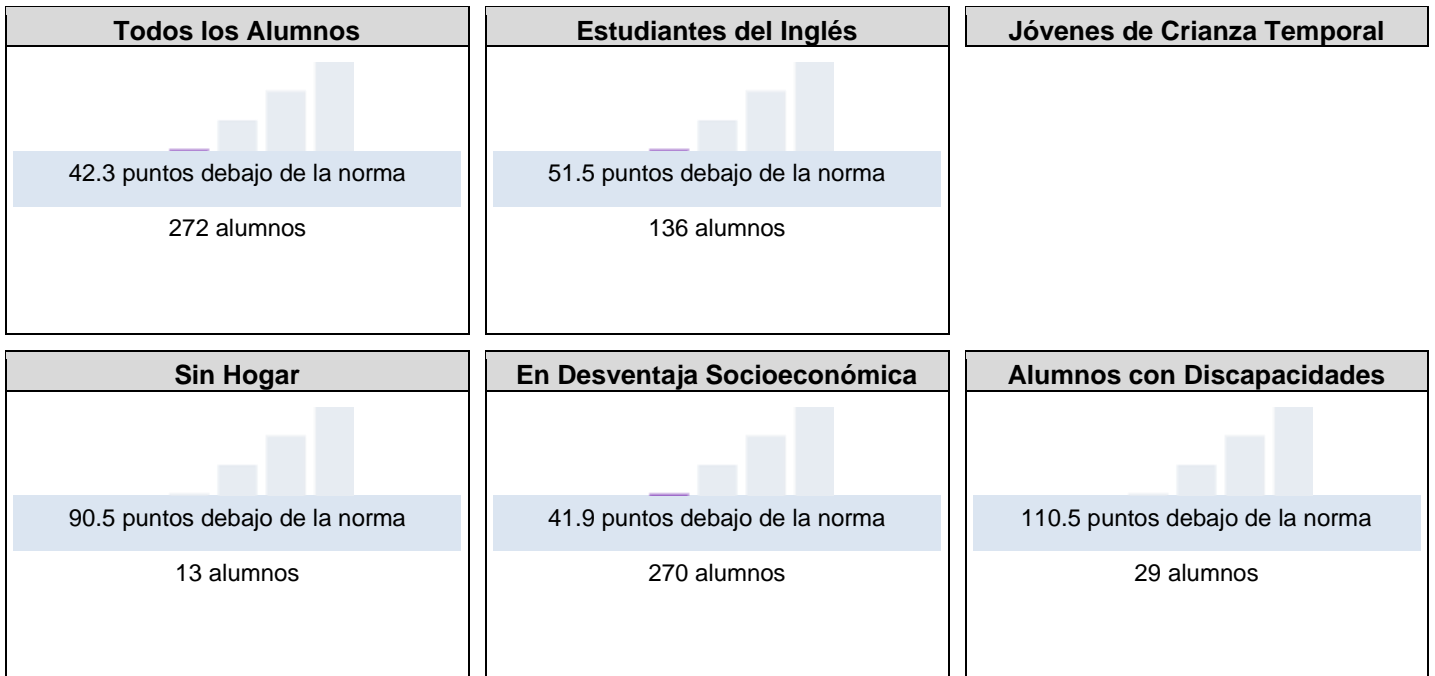 Todos los Alumnos
42.3 puntos debajo de la norma
272 alumnos
Estudiantes del Inglés
51.5 puntos debajo de la norma
136 alumnos
Jóvenes de Crianza Temporal
Sin Hogar
90.5 puntos debajo de la norma
13 alumnos
En Desventaja Socioeconómica
41.9 puntos debajo de la norma
270 alumnos
Alumnos con Discapacidades
110.5 puntos debajo de la norma
29 alumnos